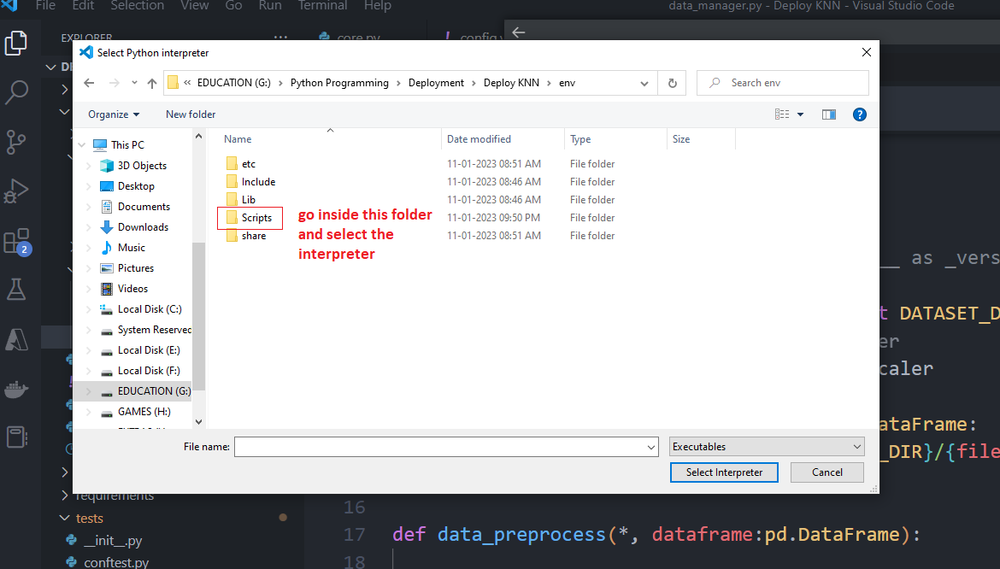 File Edit Selection View Go Run Terminal Help
data_manager.py - Deploy KNN - Visual Studio Code
EXPLORER
core.py
! config.
Select Python interpreter
« EDUCATION (G:) › Python Programming › Deployment › Deploy KNN › env
Search env
Organize
New folder
This PC
3D Objects
Desktop
Documents
Downloads
Music
Pictures
Videos
Local Disk (C:)
System Reserved
Local Disk (E:)
Local Disk (F:)
EDUCATION (G:)
GAMES (H:)
Name Date modified Type Size
etc 11-01-2023 08:51 AM File folder
Include 11-01-2023 08:46 AM File folder
Lib 11-01-2023 08:46 AM File folder
Scripts 11-01-2023 09:50 PM File folder
share 11-01-2023 08:51 AM File folder
go inside this folder
and select the
interpreter
File name:
Executables
Select Interpreter
Cancel
2
__ as _vers
t DATASET_D
er
caler
ataFrame:
_DIR}/{file
requirements
tests
__init__.py
conftest.py
16
17 def data_preprocess(*, dataframe:pd.DataFrame):
18